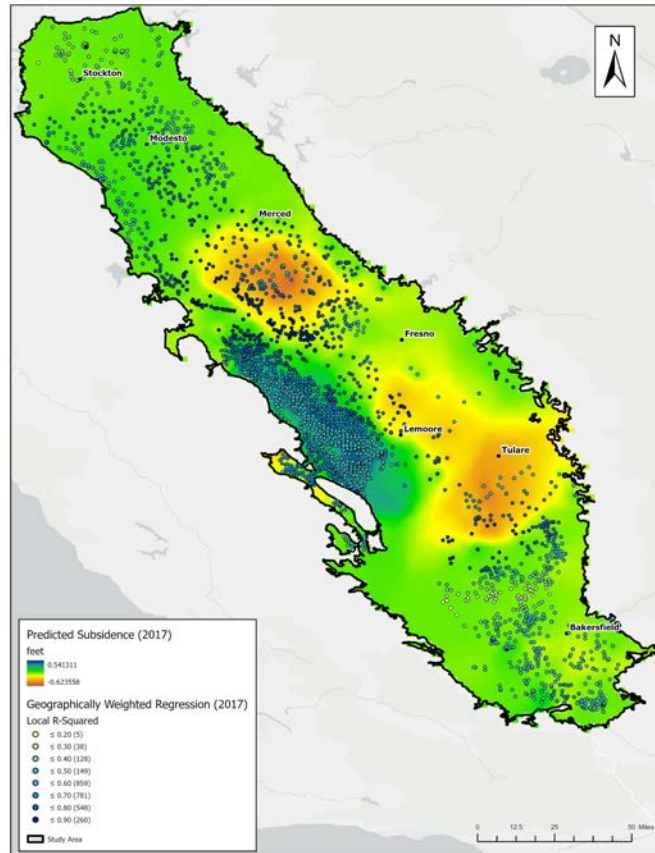 N
Stockton
Modesto
Merced
Fresno
Lemoore
Tulare
Bakersfield
Predicted Subsidence (2017)
feet
0.541311
-0.623558
Geographically Weighted Regression (2017)
Local R-Squared
≤ 0.20 (5)
≤ 0.30 (38)
≤ 0.40 (128)
≤ 0.50 (149)
≤ 0.60 (859)
≤ 0.70 (781)
≤ 0.80 (548)
≤ 0.90 (260)
Study Area
0 12.5 25 50 Miles